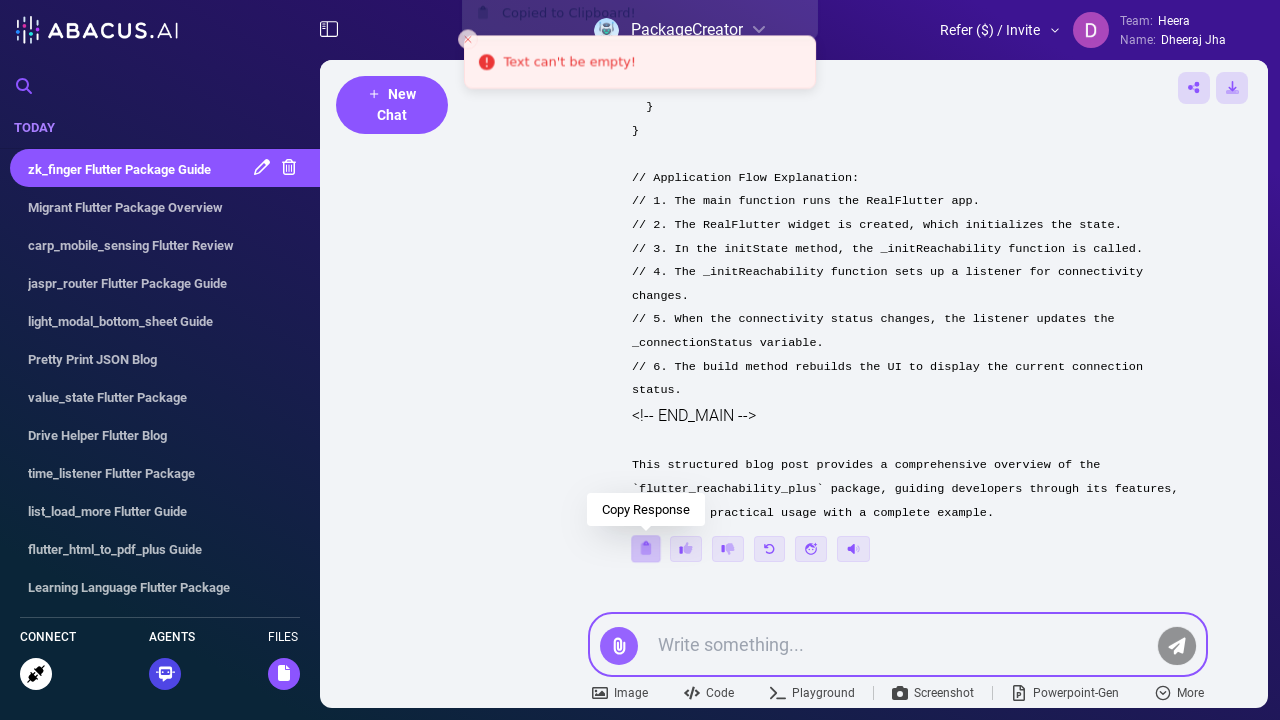 ABACUS.AI
Copied to Clipboard!
PackageCreator
Refer ($) / Invite
D
Team: Heera
Name: Dheeraj Jha
Text can't be empty!
+ New
Chat
TODAY
zk_finger Flutter Package Guide
Migrant Flutter Package Overview
carp_mobile_sensing Flutter Review
jaspr_router Flutter Package Guide
light_modal_bottom_sheet Guide
Pretty Print JSON Blog
value_state Flutter Package
Drive Helper Flutter Blog
time_listener Flutter Package
list_load_more Flutter Guide
flutter_html_to_pdf_plus Guide
Learning Language Flutter Package
CONNECT
AGENTS
FILES
}
}
// Application Flow Explanation:
// 1. The main function runs the RealFlutter app.
// 2. The RealFlutter widget is created, which initializes the state.
// 3. In the initState method, the _initReachability function is called.
// 4. The _initReachability function sets up a listener for connectivity
changes.
// 5. When the connectivity status changes, the listener updates the
_connectionStatus variable.
// 6. The build method rebuilds the UI to display the current connection
status.
<!-- END_MAIN -->
This structured blog post provides a comprehensive overview of the
`flutter_reachability_plus` package, guiding developers through its features,
practical usage with a complete example.
Copy Response
Write something...
Image
Code
Playground
Screenshot
Powerpoint-Gen
More